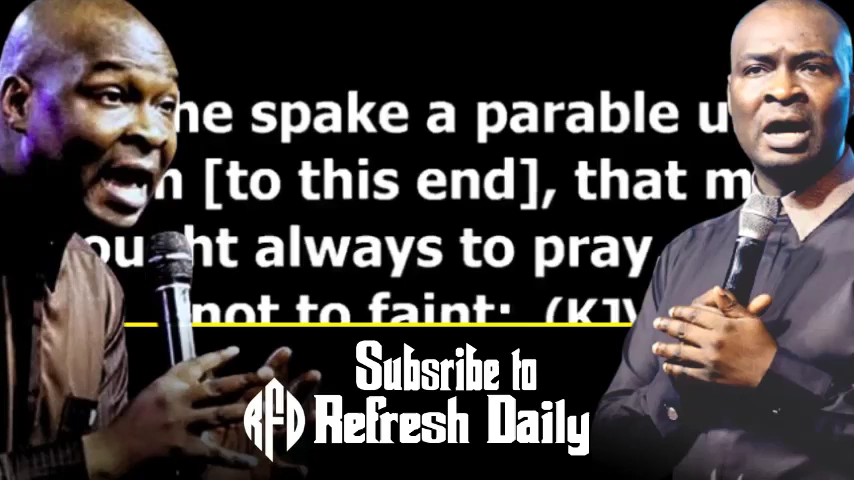 he spake a parable u
[to this end], that m
ought always to pray
not to faint; (KJV
Subsribe to
RFD Refresh Daily